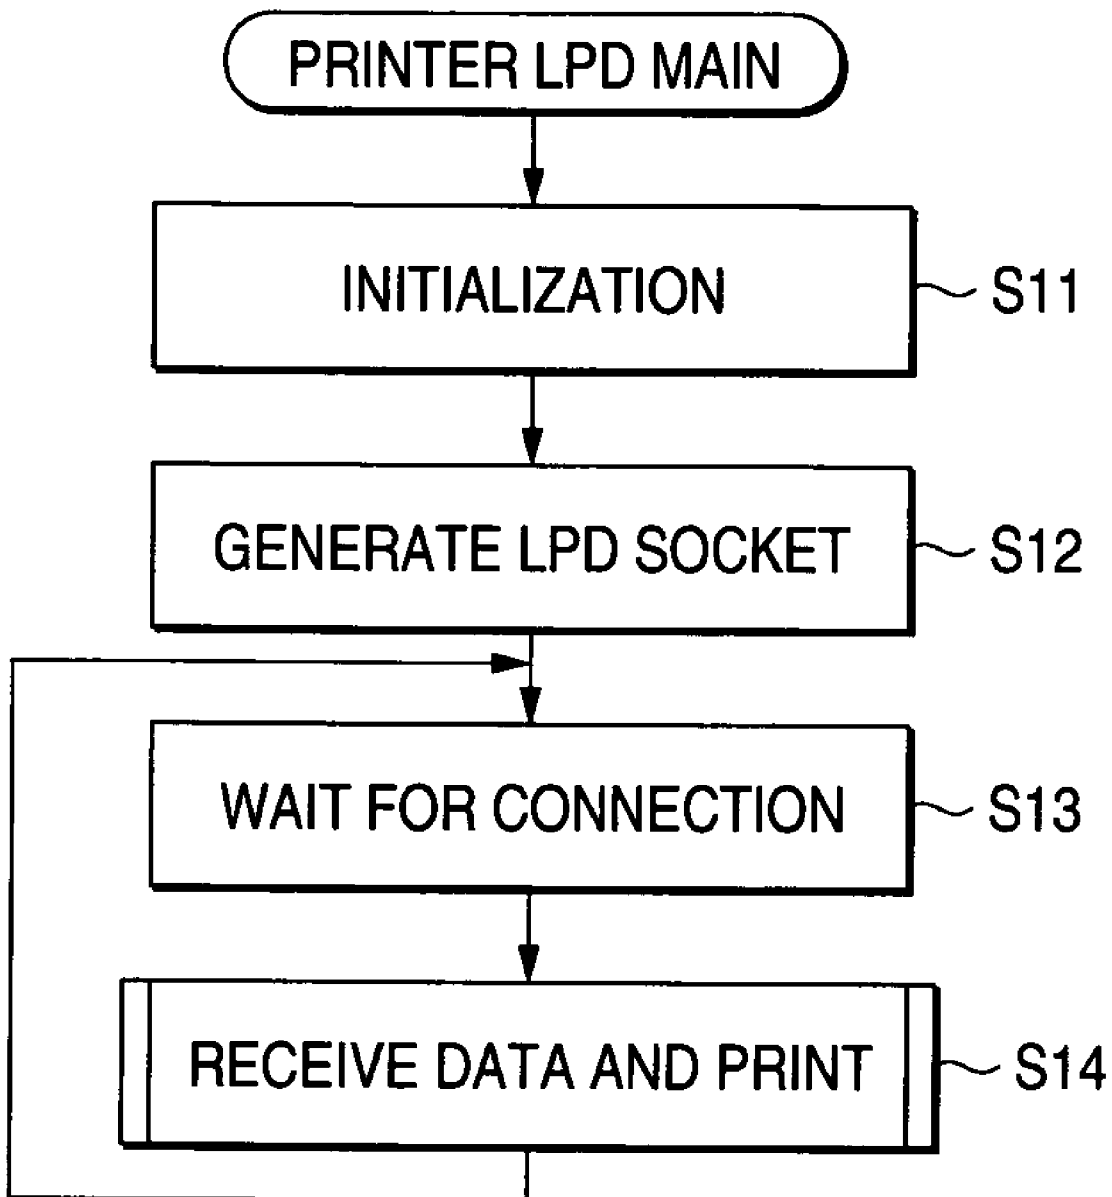 PRINTER LPD MAIN
INITIALIZATION
S11
GENERATE LPD SOCKET
S12
WAIT FOR CONNECTION
S13
RECEIVE DATA AND PRINT
S14